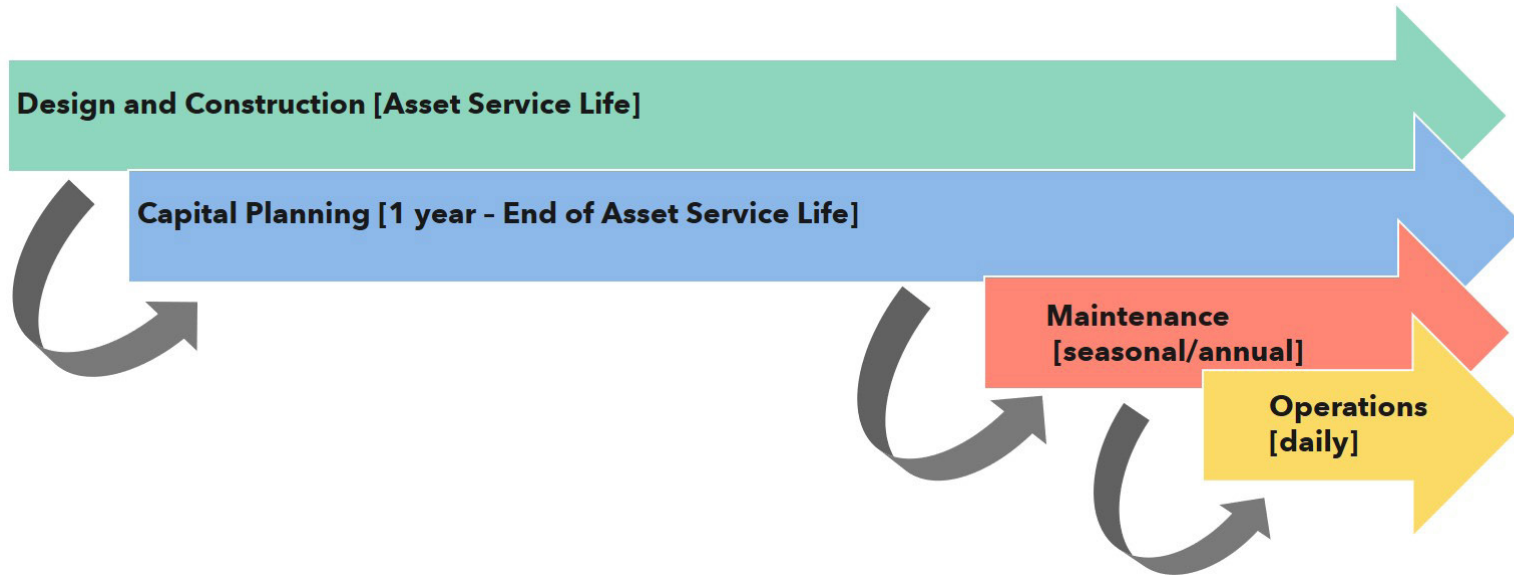 Design and Construction [Asset Service Life]
Capital Planning [1 year – End of Asset Service Life]
Maintenance
[seasonal/annual]
Operations
[daily]